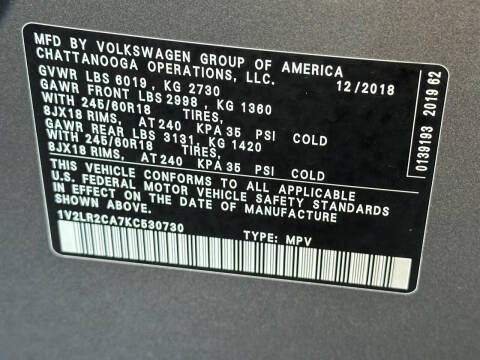 MFD BY VOLKSWAGEN GROUP OF AMERICA
CHATTANOOGA OPERATIONS, LLC.
12/2018
GVWR LBS 6019 , KG 2730
GAWR FRONT LBS 2998 , KG 1360
WITH 245/60R18 TIRES,
8JX18 RIMS, AT 240 KPA 35 PSI COLD
GAWR REAR LBS 3131, KG 1420
WITH 245/60R18 TIRES,
8JX18 RIMS, AT 240 KPA 35 PSI COLD
THIS VEHICLE CONFORMS TO ALL APPLICABLE
U.S. FEDERAL MOTOR VEHICLE SAFETY STANDARDS
IN EFFECT ON THE DATE OF MANUFACTURE
SHOWN ABOVE.
1V2LR2CA7KC530730 TYPE: MPV
0139193 2019 62